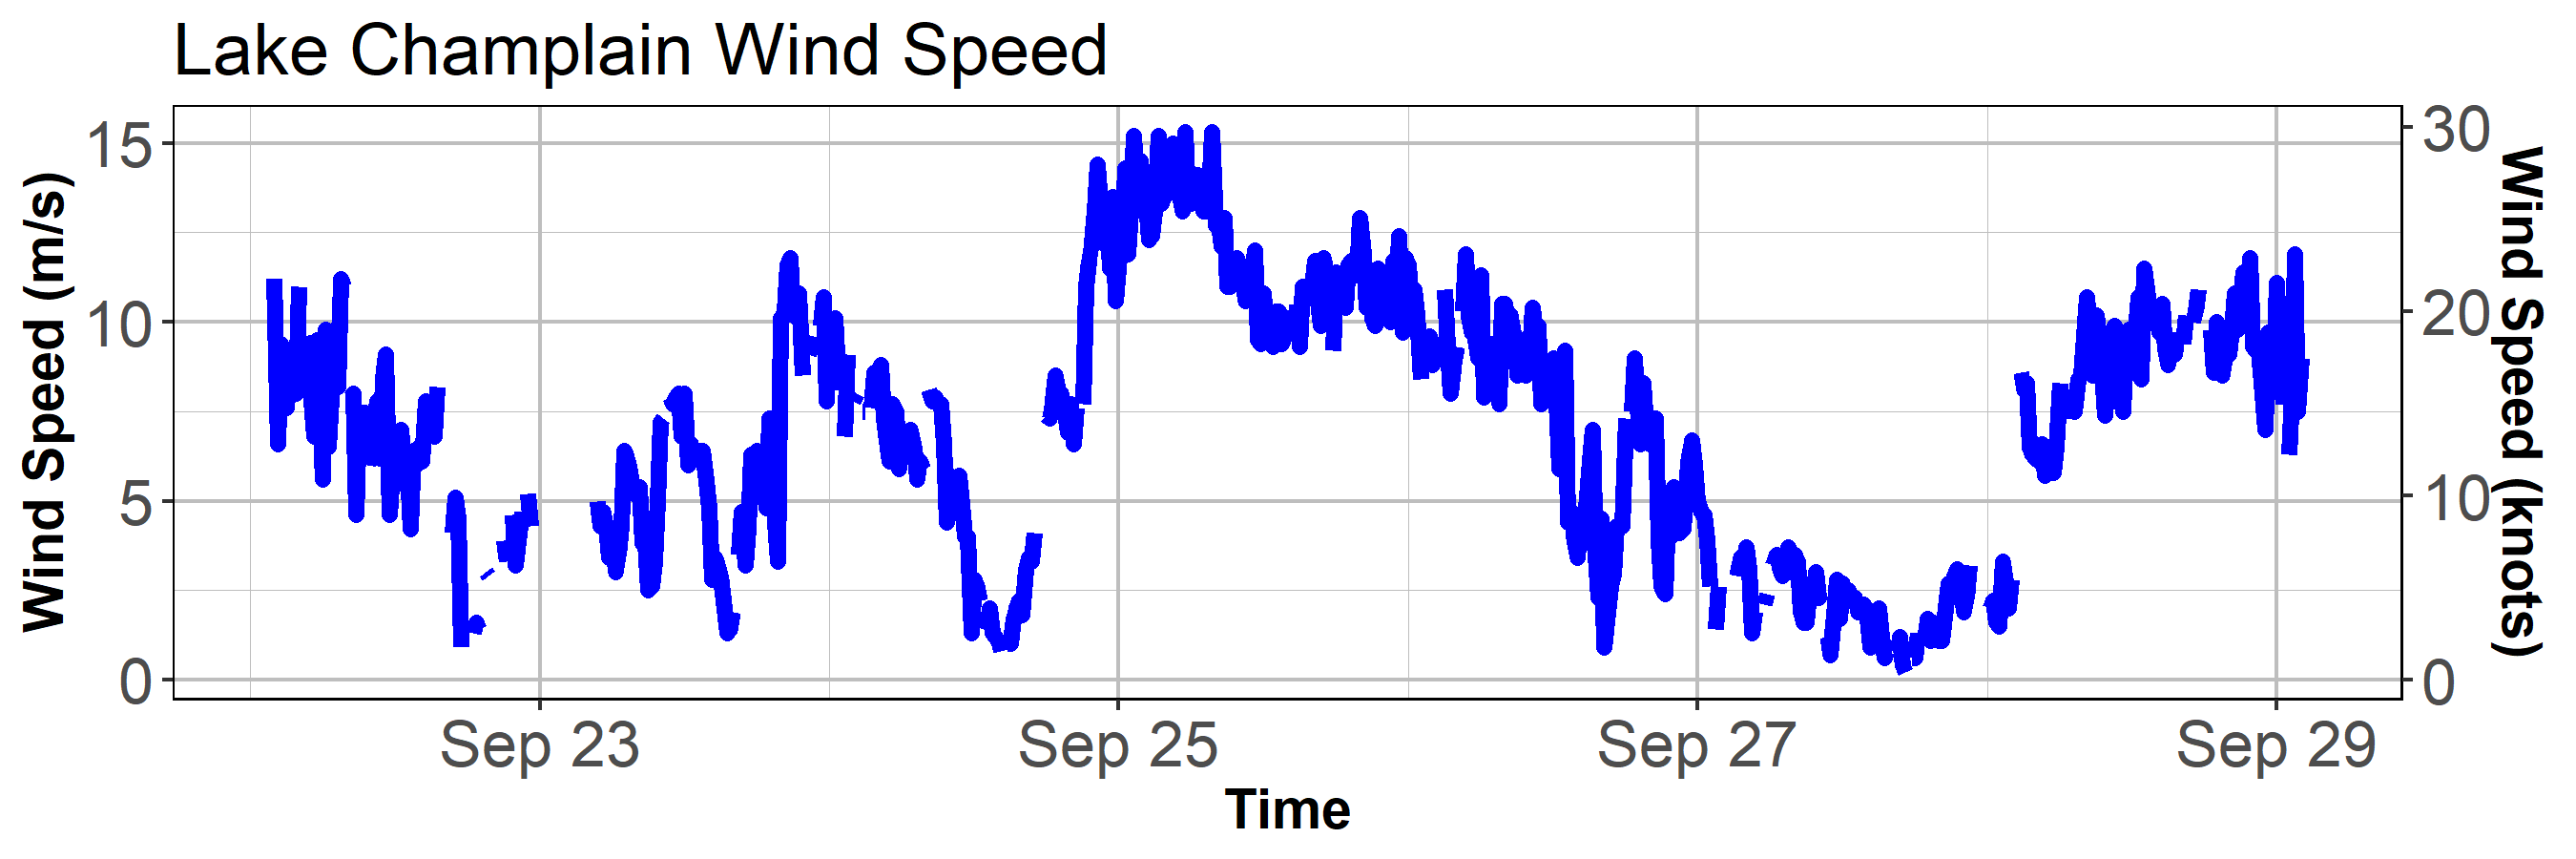 Lake Champlain Wind Speed
Wind Speed (m/s)
15
10
5
0
30
20
10
0
Wind Speed (knots)
Sep 23
Sep 25
Sep 27
Sep 29
Time